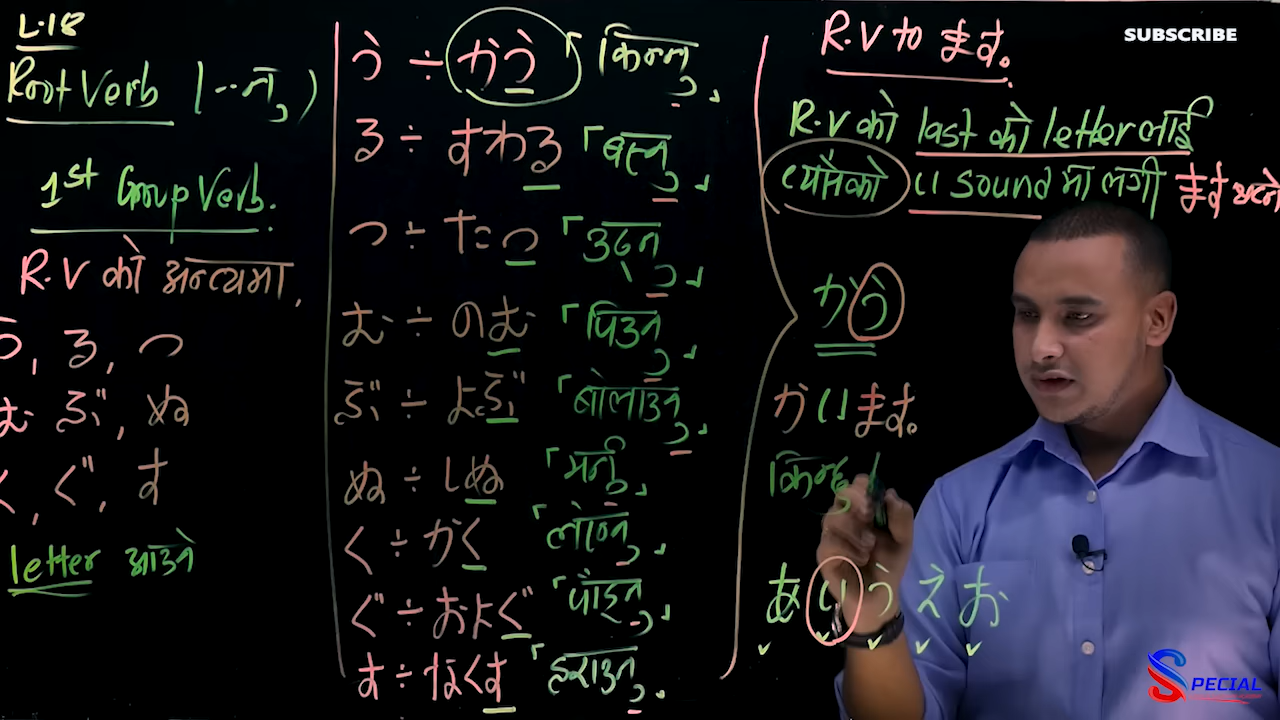 L-18
Root Verb (--नु)
1st Group Verb.
R.V को अन्त्यमा,
う, る, つ
む, ぶ, ぬ
く, ぐ, す
letter आउने
う ÷ かう 「किन्नु」
る ÷ すわる 「बस्नु」
つ ÷ たつ 「उठ्नु」
む ÷ のむ 「पिउनु」
ぶ ÷ よぶ 「बोलाउनु」
ぬ ÷ しぬ 「मर्नु」
く ÷ かく 「लेख्नु」
ぐ ÷ およぐ 「पौडिनु」
す ÷ なくす 「हराउनु」
R.V to ます。
R.V को last को letter लाई
त्यसैको い sound मा लगी ます
かう
かいます。
किन्छु
あ い う え お
SUBSCRIBE
SPECIAL